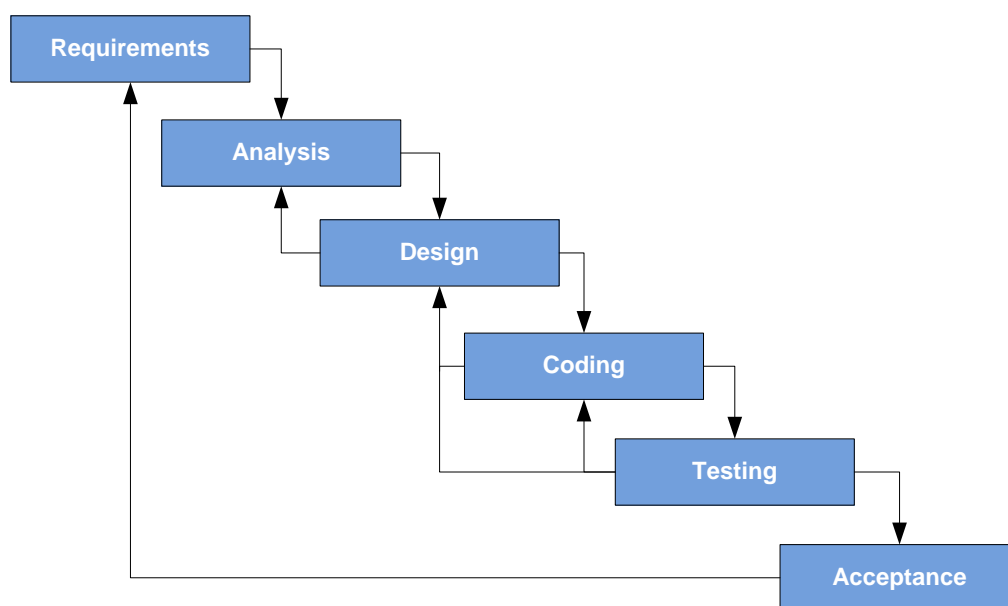 Requirements
Analysis
Design
Coding
Testing
Acceptance